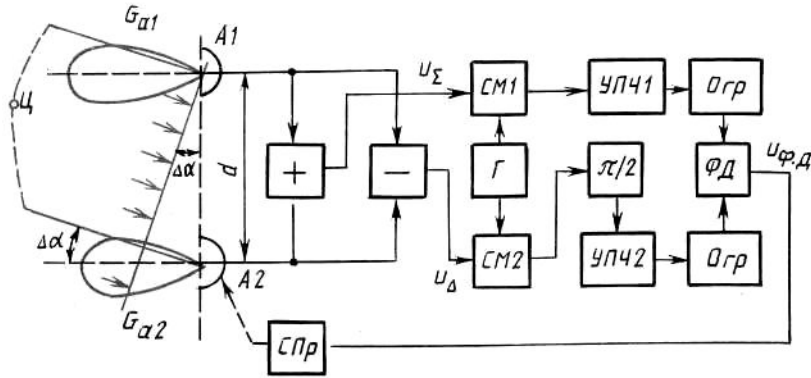 Gα1
A1
Ц
Δα
d
+
−
uΣ
СМ1
УПЧ1
Огр
Г
π/2
ФД
uФ.Д
Δα
Gα2
A2
uΔ
СМ2
УПЧ2
Огр
СПр